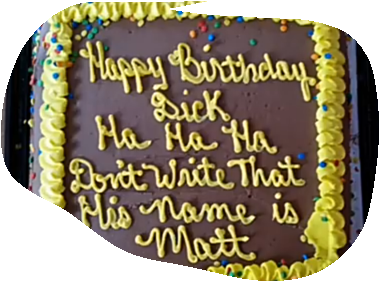 Happy Birthday
Dick
Ha Ha Ha
Don't Write That
His Name is
Matt